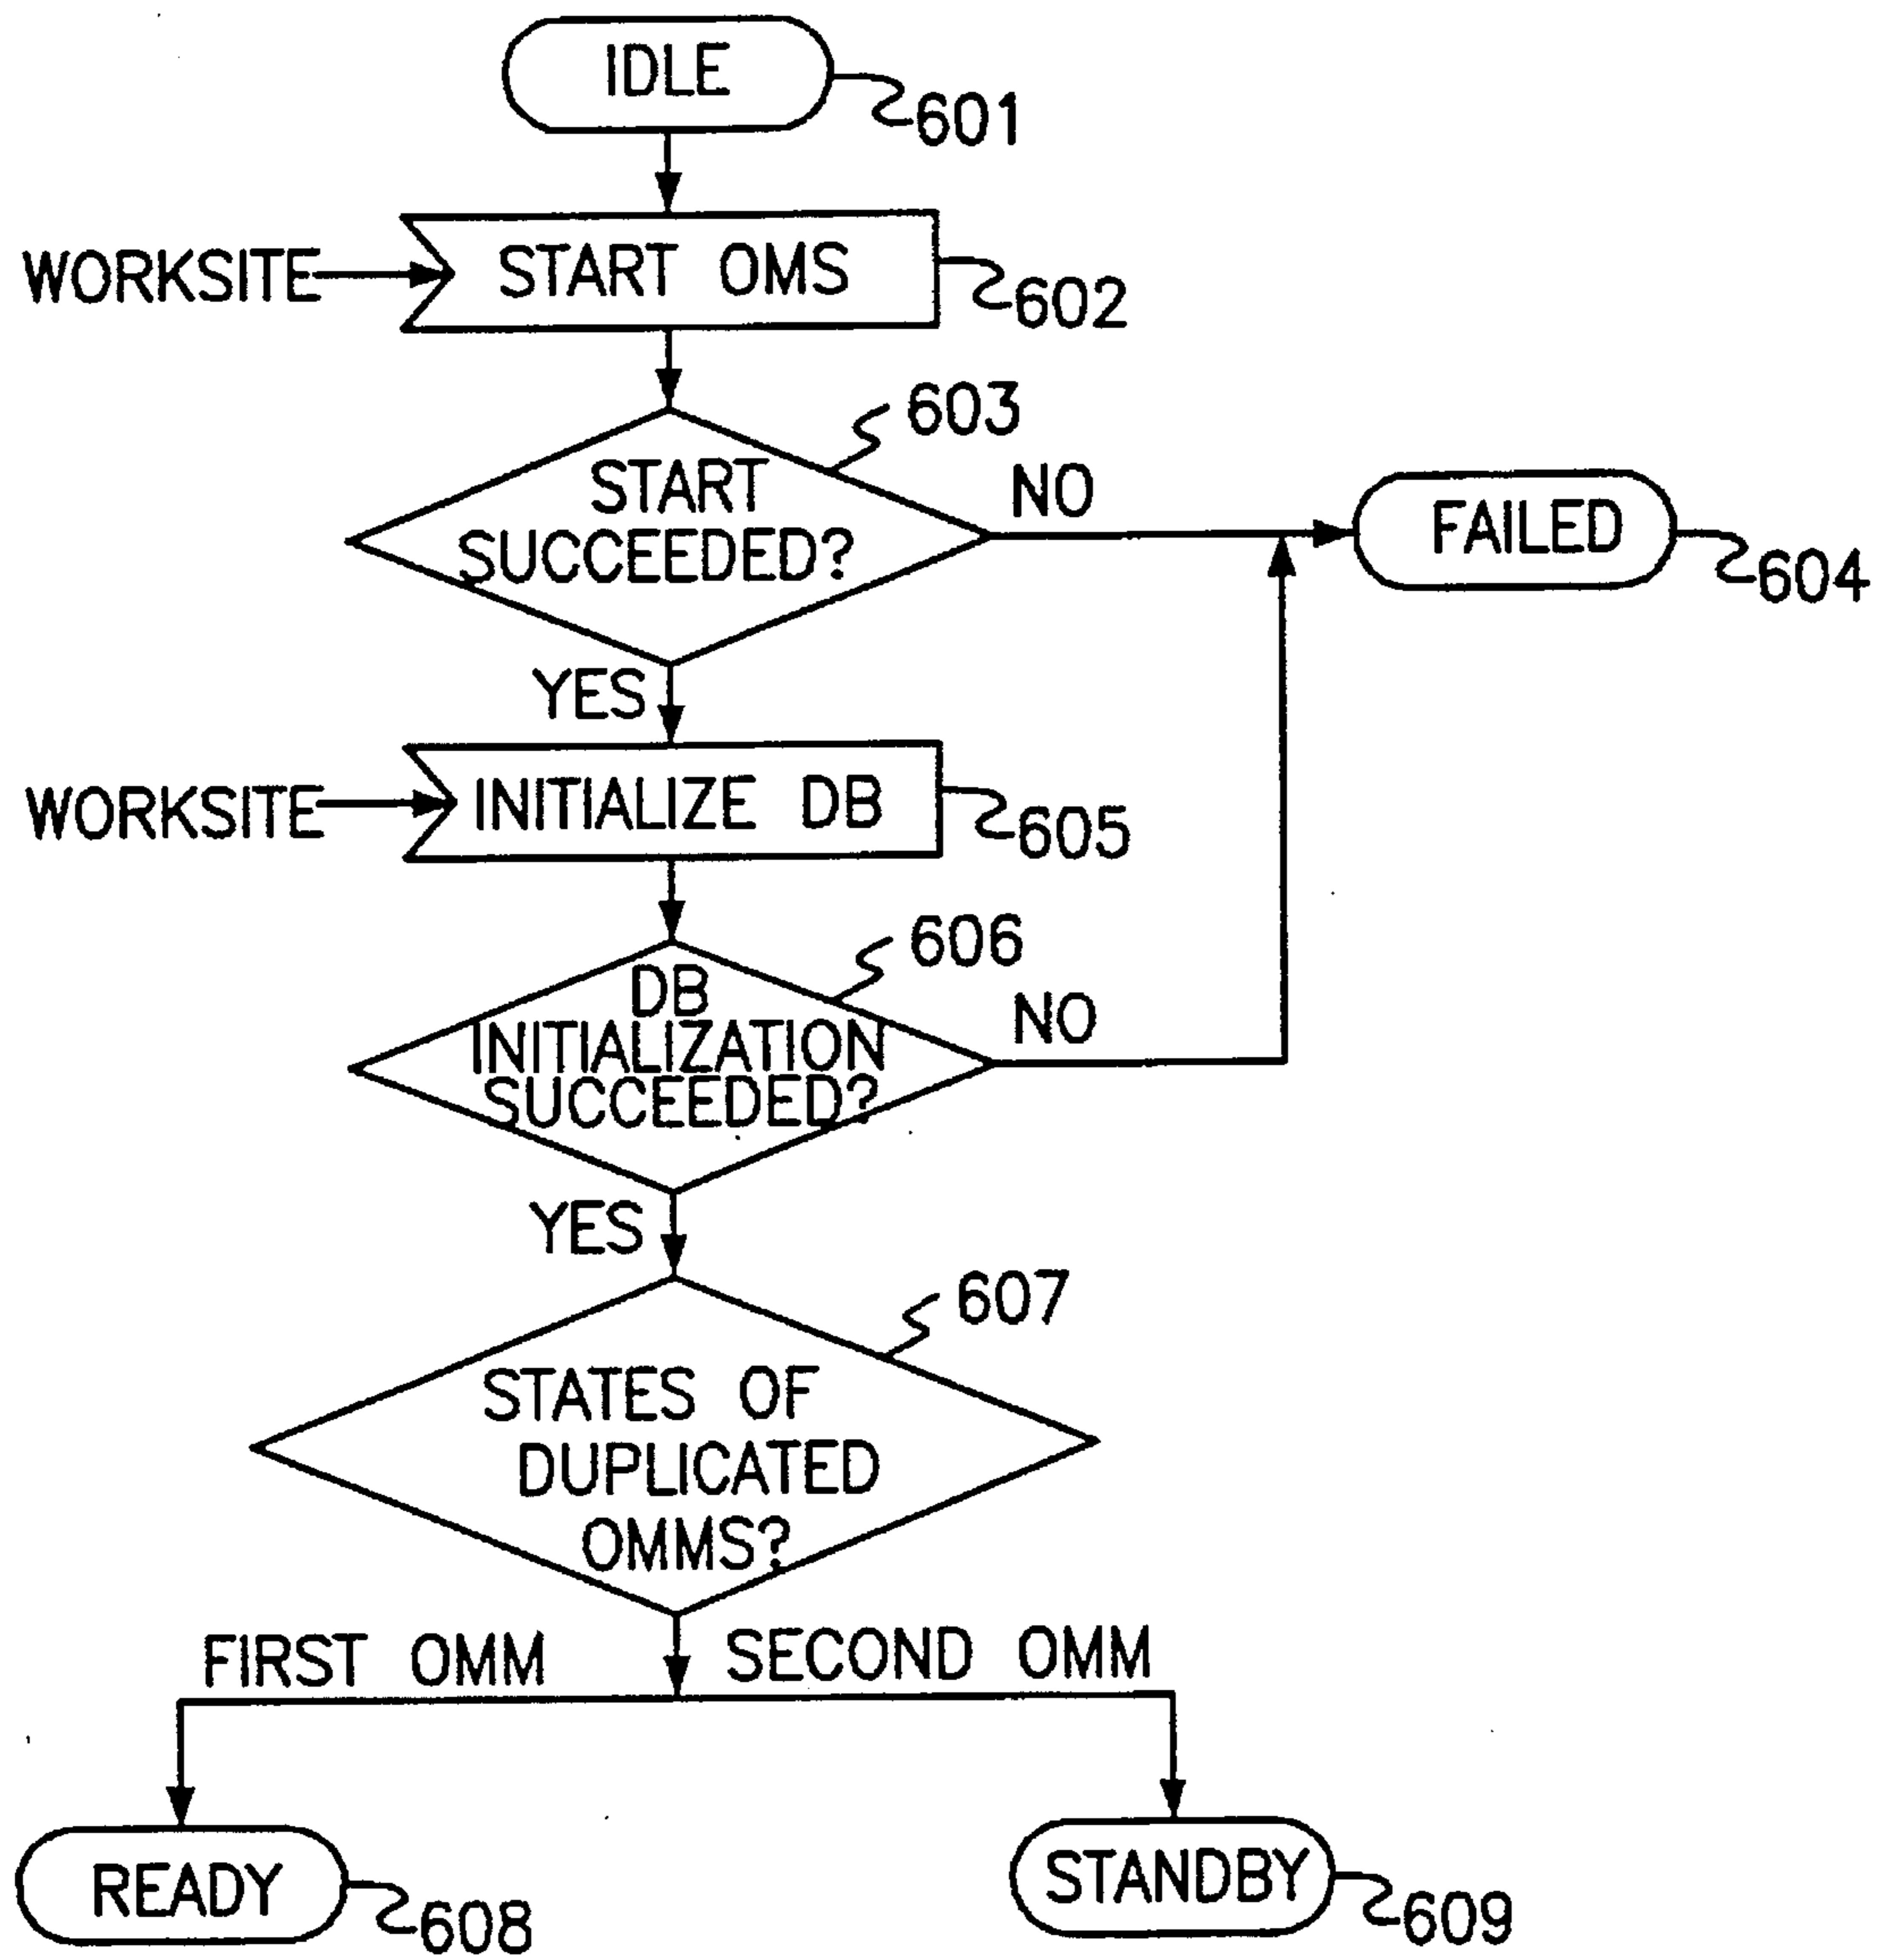 IDLE
601
WORKSITE
START OMS
602
603
START
SUCCEEDED?
NO
FAILED
604
YES
WORKSITE
INITIALIZE DB
605
606
DB
INITIALIZATION
SUCCEEDED?
NO
YES
607
STATES OF
DUPLICATED
OMMS?
FIRST OMM
SECOND OMM
READY
608
STANDBY
609